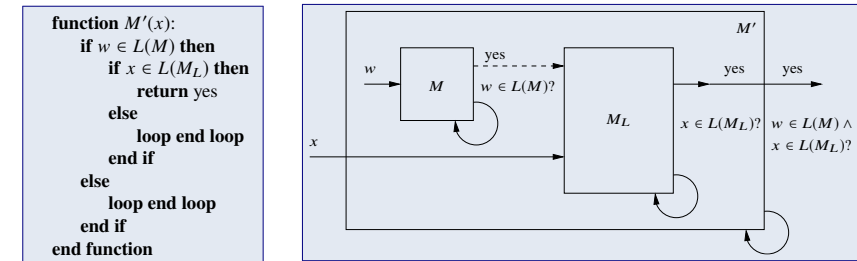 function M′(x):
if w ∈ L(M) then
if x ∈ L(M_L) then
return yes
else
loop end loop
end if
else
loop end loop
end if
end function
M′
w
M
yes
w ∈ L(M)?
M_L
yes
yes
x ∈ L(M_L)?
w ∈ L(M) ∧
x ∈ L(M_L)?
x